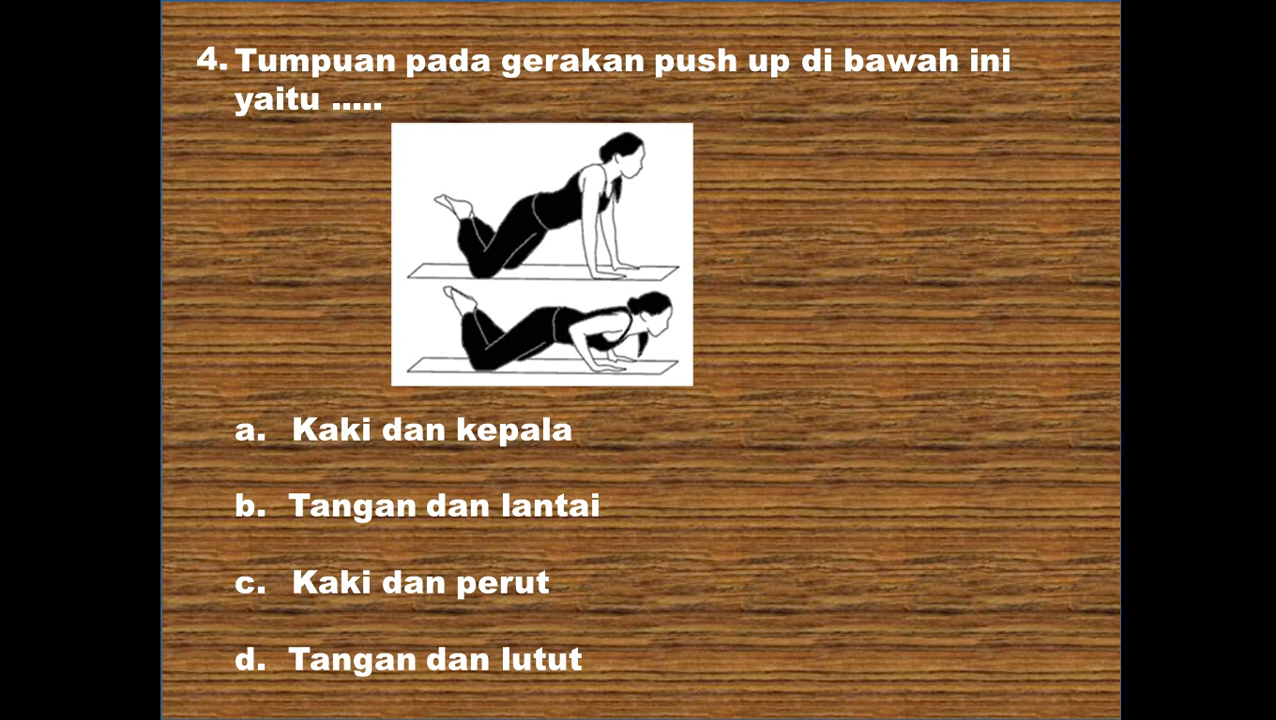 4. Tumpuan pada gerakan push up di bawah ini
yaitu .....
a. Kaki dan kepala
b. Tangan dan lantai
c. Kaki dan perut
d. Tangan dan lutut